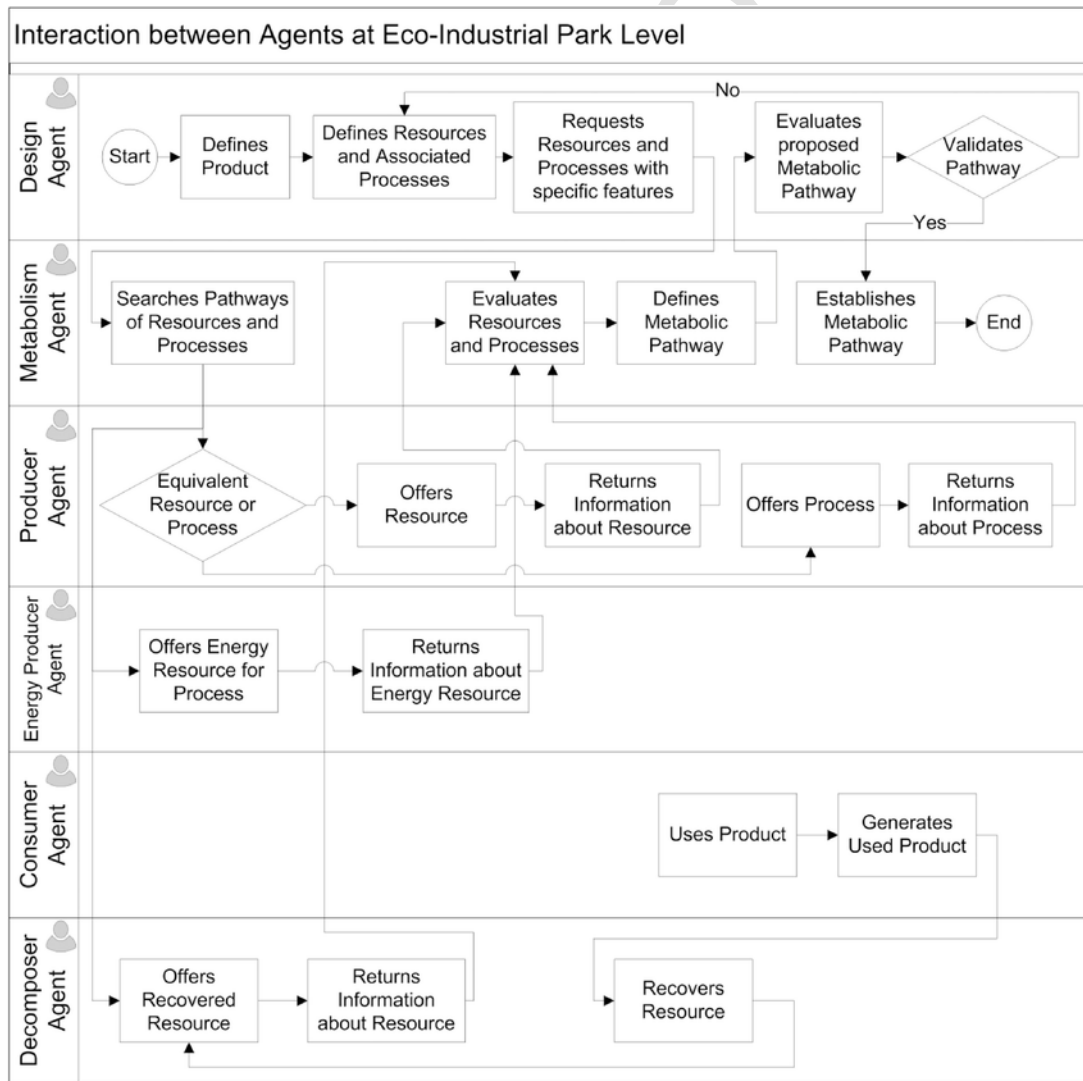 Interaction between Agents at Eco-Industrial Park Level
Design
Agent
Start
Defines
Product
Defines Resources
and Associated
Processes
Requests
Resources and
Processes with
specific features
Evaluates
proposed
Metabolic
Pathway
Validates
Pathway
No
Yes
Metabolism
Agent
Searches Pathways
of Resources and
Processes
Evaluates
Resources
and Processes
Defines
Metabolic
Pathway
Establishes
Metabolic
Pathway
End
Producer
Agent
Equivalent
Resource or
Process
Offers
Resource
Returns
Information
about Resource
Offers Process
Returns
Information
about Process
Energy Producer
Agent
Offers Energy
Resource for
Process
Returns
Information about
Energy Resource
Consumer
Agent
Uses Product
Generates
Used Product
Decomposer
Agent
Offers
Recovered
Resource
Returns
Information
about Resource
Recovers
Resource